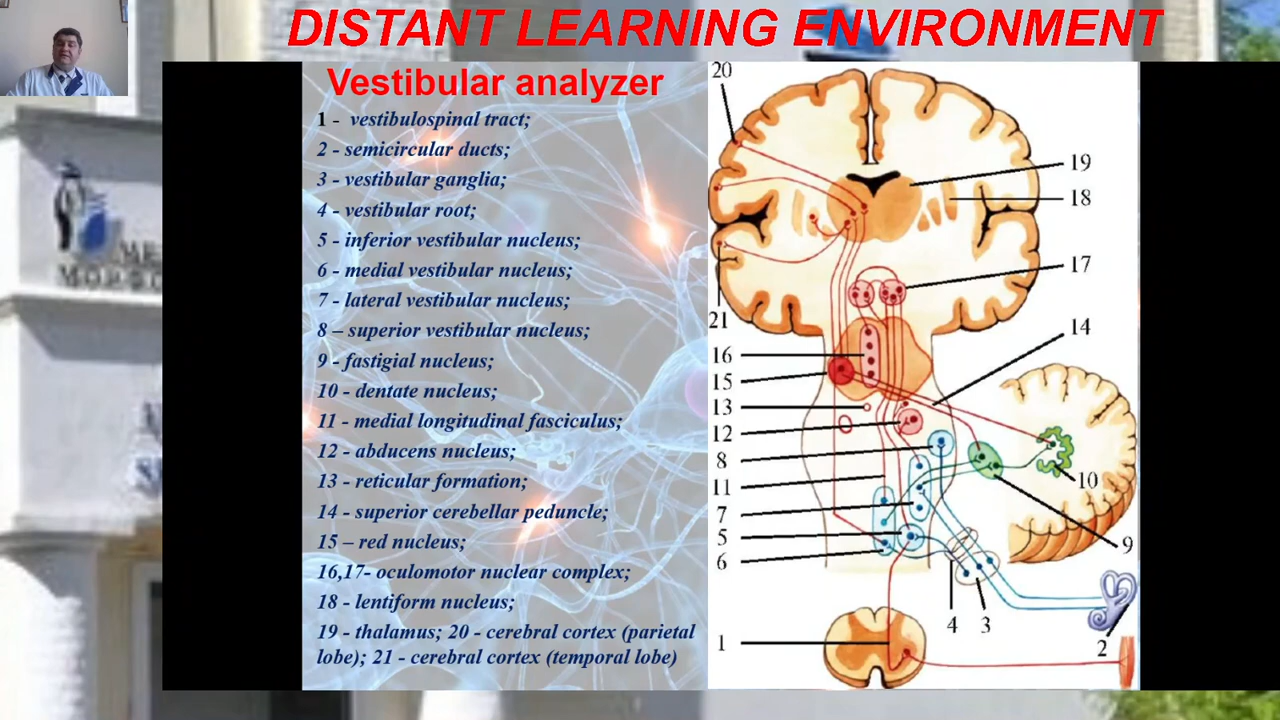 DISTANT LEARNING ENVIRONMENT
Vestibular analyzer
1 - vestibulospinal tract;
2 - semicircular ducts;
3 - vestibular ganglia;
4 - vestibular root;
5 - inferior vestibular nucleus;
6 - medial vestibular nucleus;
7 - lateral vestibular nucleus;
8 – superior vestibular nucleus;
9 - fastigial nucleus;
10 - dentate nucleus;
11 - medial longitudinal fasciculus;
12 - abducens nucleus;
13 - reticular formation;
14 - superior cerebellar peduncle;
15 – red nucleus;
16,17- oculomotor nuclear complex;
18 - lentiform nucleus;
19 - thalamus; 20 - cerebral cortex (parietal
lobe); 21 - cerebral cortex (temporal lobe)
20
19
18
17
21
14
16
15
13
12
8
11
10
7
5
9
6
4
3
2
1